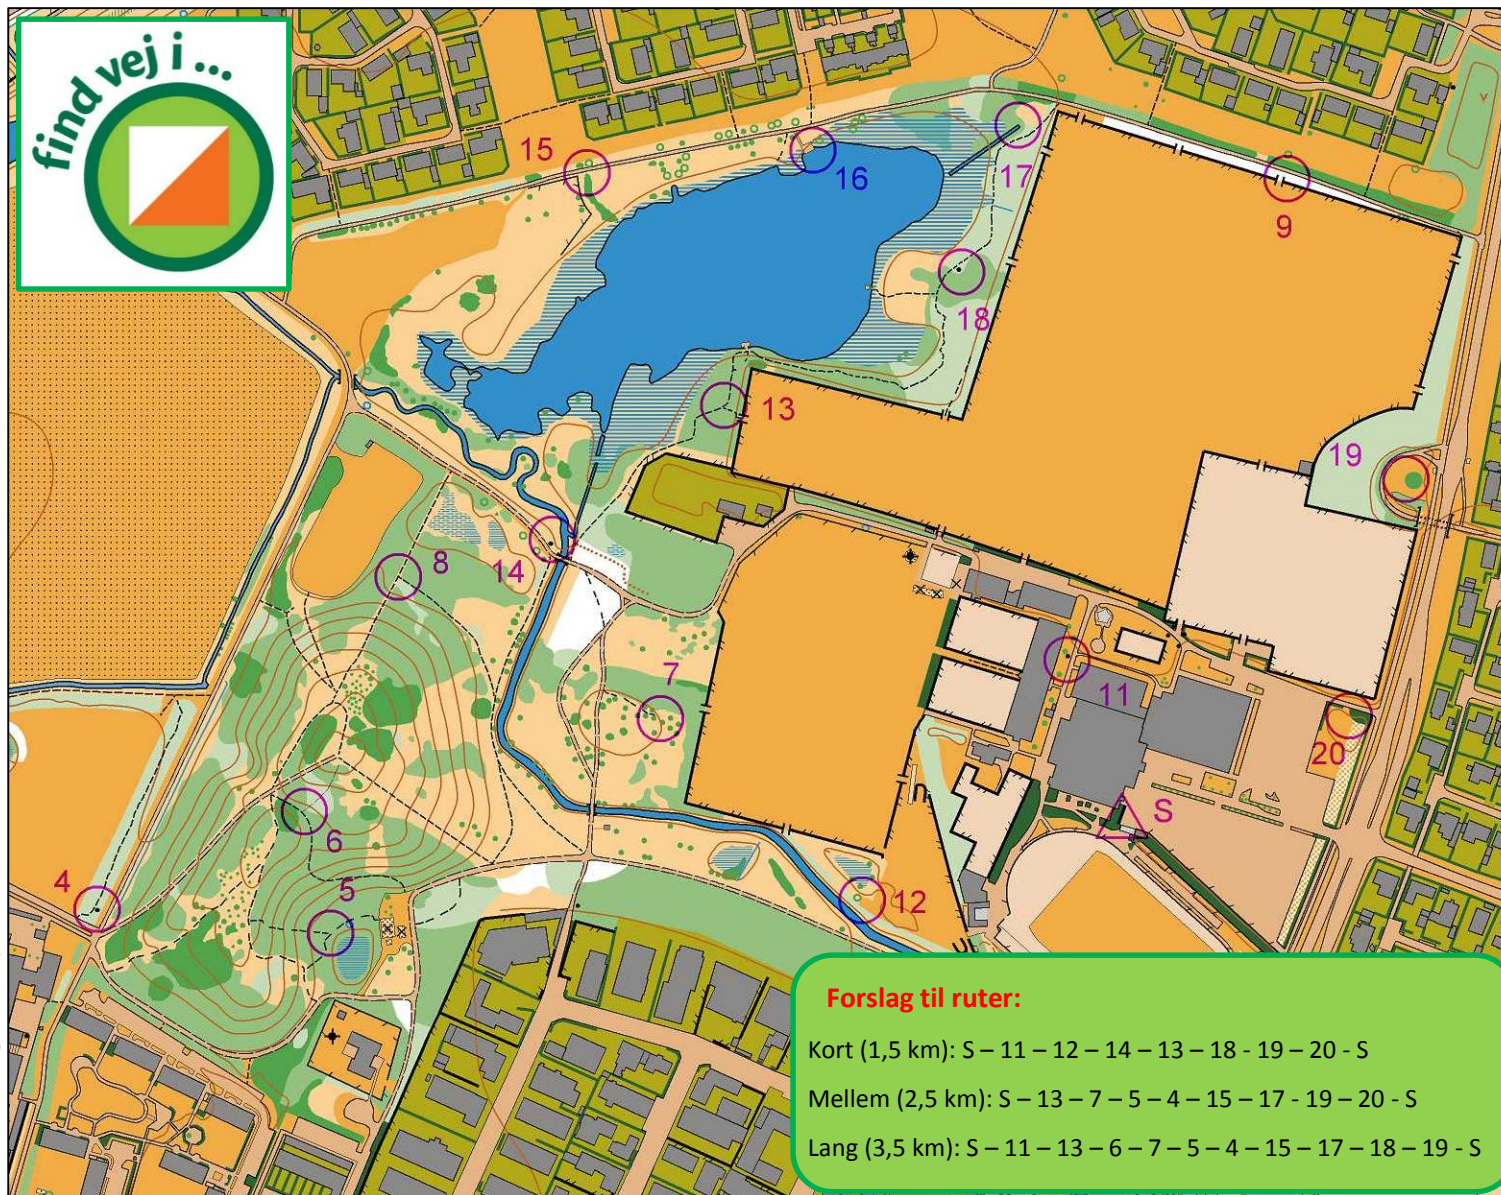 find vej i ...
15
16
17
9
18
13
19
8
14
7
11
20
6
S
4
5
12
Forslag til ruter:
Kort (1,5 km): S – 11 – 12 – 14 – 13 – 18 - 19 – 20 - S
Mellem (2,5 km): S – 13 – 7 – 5 – 4 – 15 – 17 - 19 – 20 - S
Lang (3,5 km): S – 11 – 13 – 6 – 7 – 5 – 4 – 15 – 17 – 18 – 19 - S